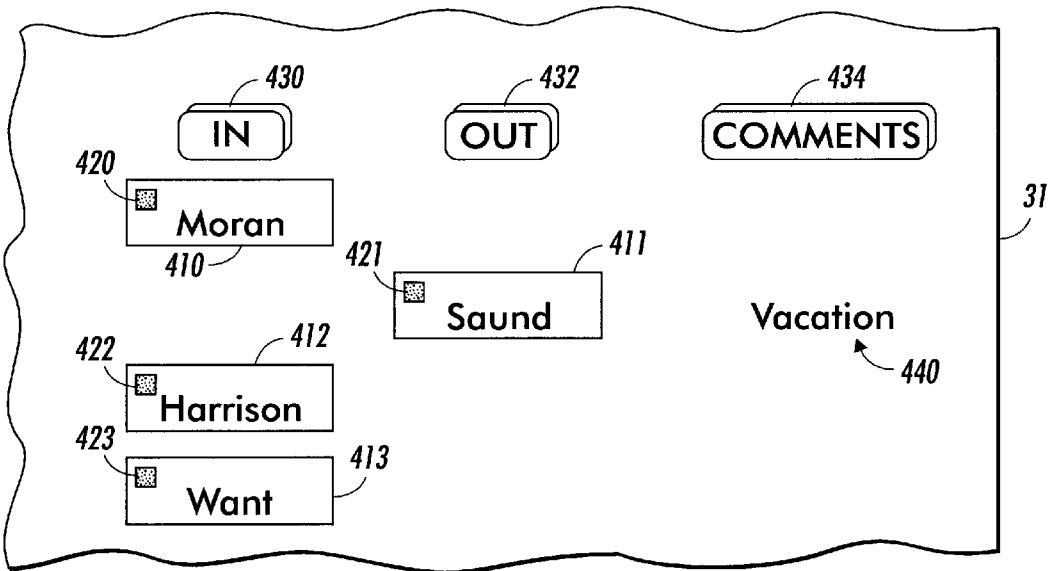 430 432 434
IN OUT COMMENTS
420
Moran
31
410
421 411
Saund Vacation
412
422 440
Harrison
423 413
Want